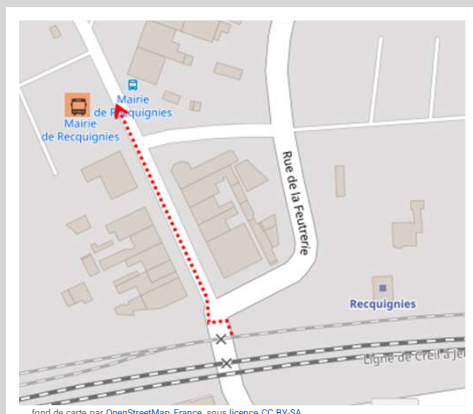 Mairie
de Recquignies
Mairie
de Recquignies
Rue de la Feutrerie
Recquignies
Ligne de Creil à Je
fond de carte par OpenStreetMap France, sous licence CC BY-SA